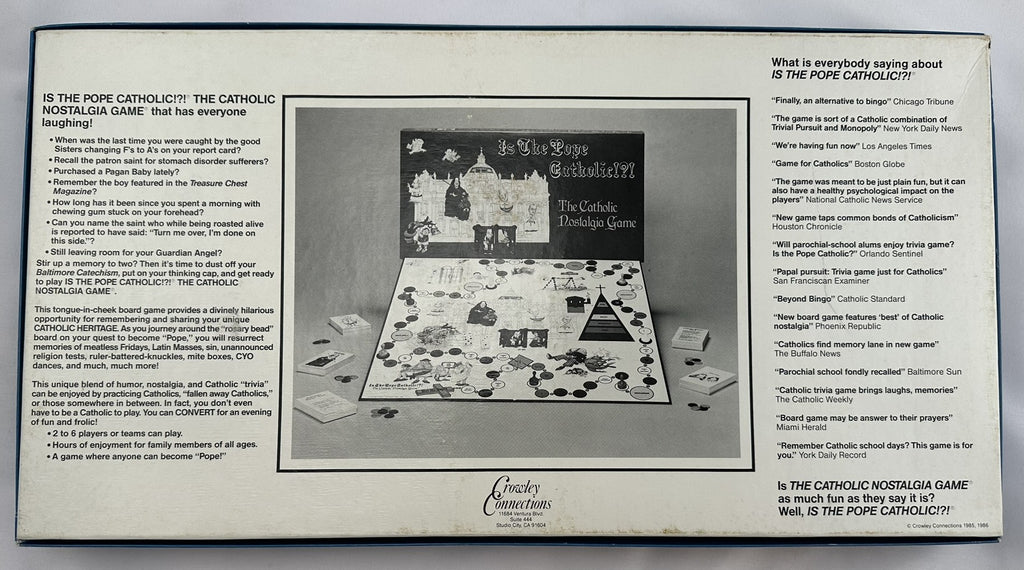 IS THE POPE CATHOLIC!?!® THE CATHOLIC
NOSTALGIA GAME® that has everyone
laughing!
• When was the last time you were caught by the good
Sisters changing F's to A's on your report card?
• Recall the patron saint for stomach disorder sufferers?
• Purchased a Pagan Baby lately?
• Remember the boy featured in the Treasure Chest
Magazine?
• How long has it been since you spent a morning with
chewing gum stuck on your forehead?
• Can you name the saint who while being roasted alive
is reported to have said: "Turn me over, I'm done on
this side."?
• Still leaving room for your Guardian Angel?
Stir up a memory to two? Then it's time to dust off your
Baltimore Catechism, put on your thinking cap, and get ready
to play IS THE POPE CATHOLIC!?!® THE CATHOLIC
NOSTALGIA GAME®.
This tongue-in-cheek board game provides a divinely hilarious
opportunity for remembering and sharing your unique
CATHOLIC HERITAGE. As you journey around the "rosary bead"
board on your quest to become "Pope," you will resurrect
memories of meatless Fridays, Latin Masses, sin, unannounced
religion tests, ruler-battered-knuckles, mite boxes, CYO
dances, and much, much more!
This unique blend of humor, nostalgia, and Catholic "trivia"
can be enjoyed by practicing Catholics, "fallen away Catholics,"
or those somewhere in between. In fact, you don't even
have to be a Catholic to play. You can CONVERT for an evening
of fun and frolic!
• 2 to 6 players or teams can play.
• Hours of enjoyment for family members of all ages.
• A game where anyone can become "Pope!"
Is The Pope
Catholic!?!
The Catholic
Nostalgia Game
Is The Pope Catholic!?!
Crowley
Connections
11684 Ventura Blvd.
Suite 444
Studio City, CA 91604
What is everybody saying about
IS THE POPE CATHOLIC!?!®
"Finally, an alternative to bingo" Chicago Tribune
"The game is sort of a Catholic combination of
Trivial Pursuit and Monopoly" New York Daily News
"We're having fun now" Los Angeles Times
"Game for Catholics" Boston Globe
"The game was meant to be just plain fun, but it can
also have a healthy psychological impact on the
players" National Catholic News Service
"New game taps common bonds of Catholicism"
Houston Chronicle
"Will parochial-school alums enjoy trivia game?
Is the Pope Catholic?" Orlando Sentinel
"Papal pursuit: Trivia game just for Catholics"
San Franciscan Examiner
"Beyond Bingo" Catholic Standard
"New board game features 'best' of Catholic
nostalgia" Phoenix Republic
"Catholics find memory lane in new game"
The Buffalo News
"Parochial school fondly recalled" Baltimore Sun
"Catholic trivia game brings laughs, memories"
The Catholic Weekly
"Board game may be answer to their prayers"
Miami Herald
"Remember Catholic school days? This game is for
you." York Daily Record
Is THE CATHOLIC NOSTALGIA GAME®
as much fun as they say it is?
Well, IS THE POPE CATHOLIC!?!®
© Crowley Connections 1985, 1986